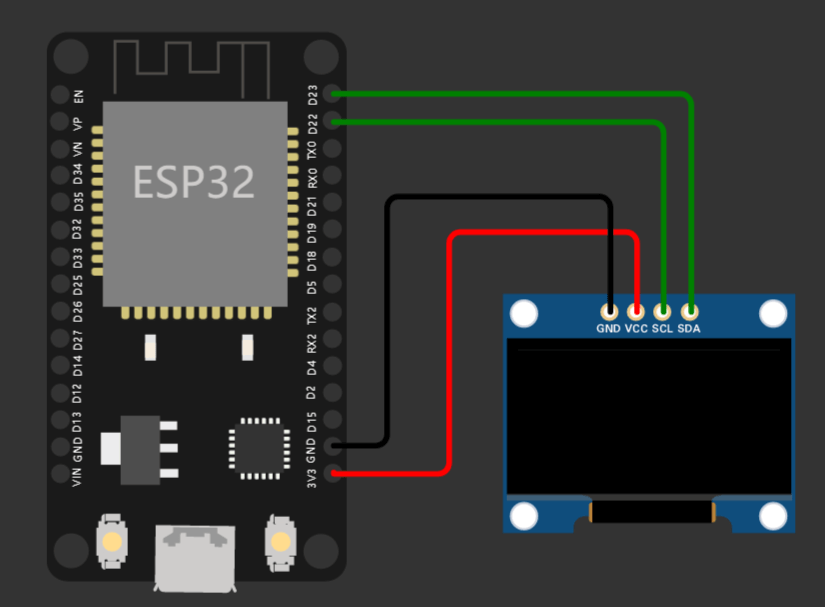 ESP32
EN
VP
VN
D34
D35
D32
D33
D25
D26
D27
D14
D12
D13
GND
VIN
D23
D22
TX0
RX0
D21
D19
D18
D5
TX2
RX2
D4
D2
D15
GND
3V3
GND VCC SCL SDA